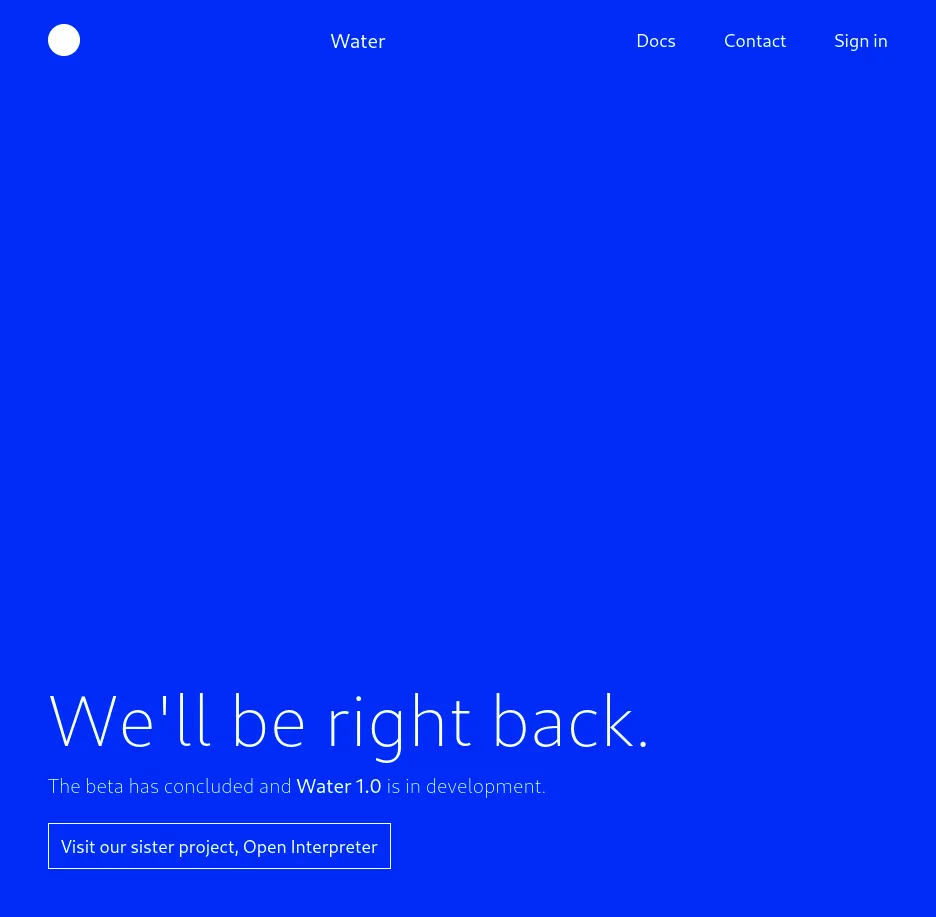 Water
Docs
Contact
Sign in
We'll be right back.
The beta has concluded and Water 1.0 is in development.
Visit our sister project, Open Interpreter